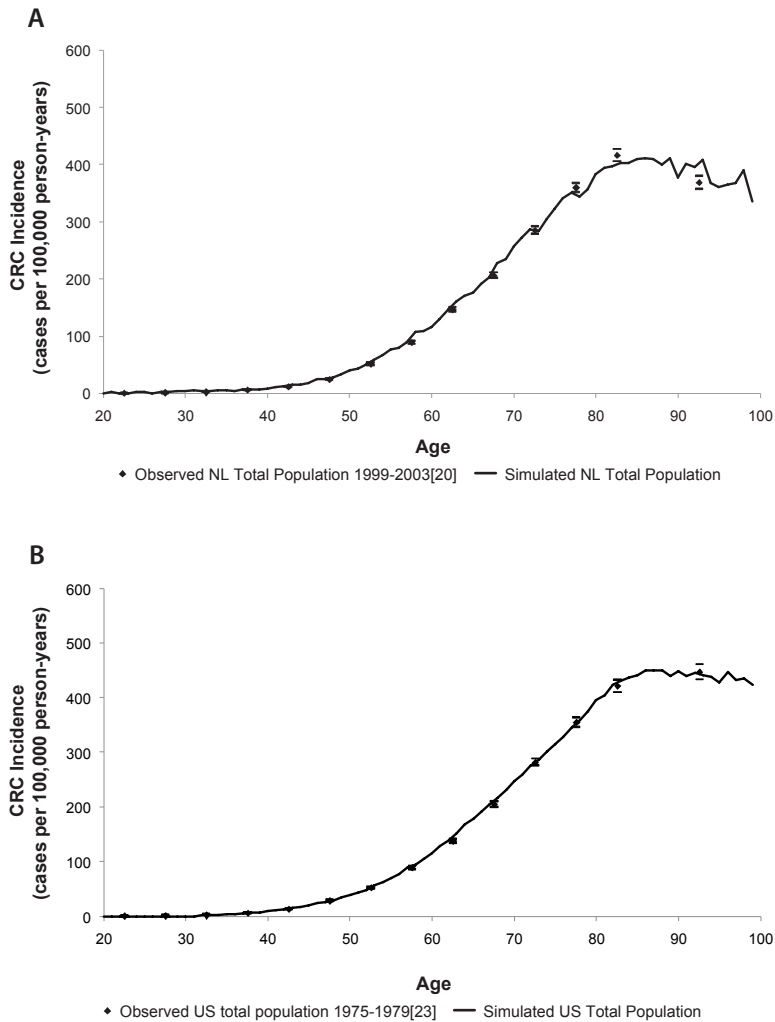 A
CRC Incidence
(cases per 100,000 person-years)
600
500
400
300
200
100
0
20 30 40 50 60 70 80 90 100
Age
Observed NL Total Population 1999-2003[20] Simulated NL Total Population
B
CRC Incidence
(cases per 100,000 person-years)
600
500
400
300
200
100
0
20 30 40 50 60 70 80 90 100
Age
Observed US total population 1975-1979[23] Simulated US Total Population